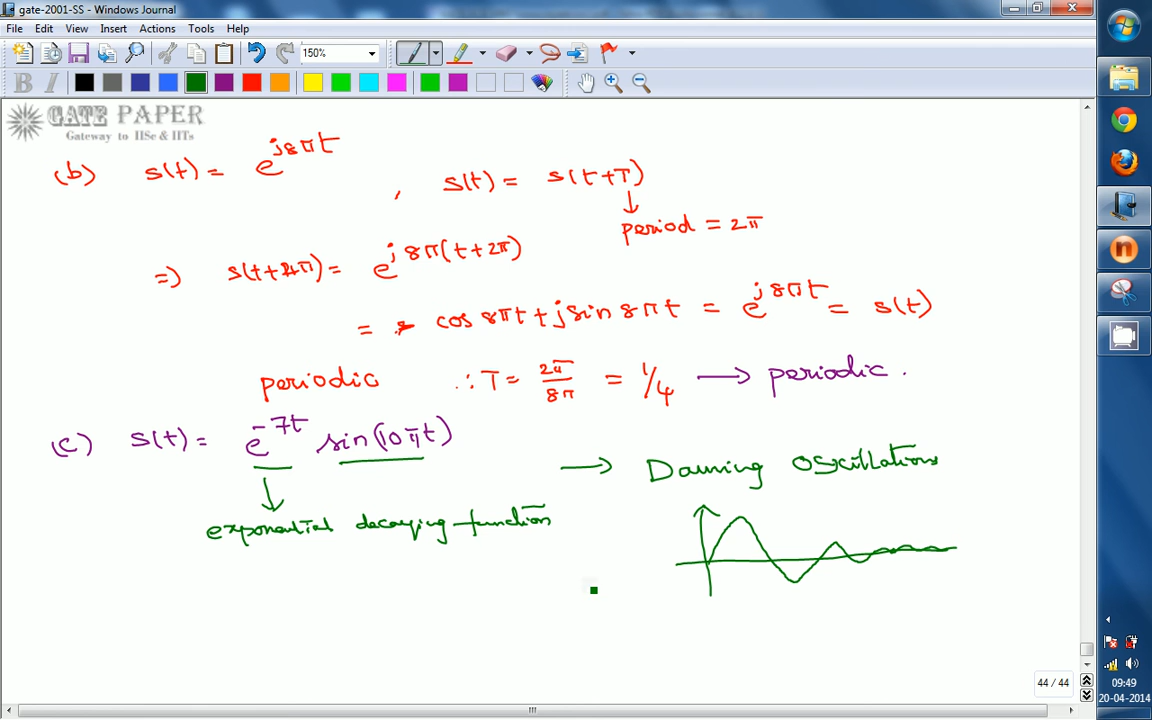 gate-2001-SS - Windows Journal
File Edit View Insert Actions Tools Help
150%
B I
GATE PAPER
Gateway to IISc & IITs
(b) s(t) = e^{j8πt} , s(t) = s(t+T)
period = 2π
=) s(t+2π) = e^{j8π(t+2π)}
= cos 8πt + j sin 8πt = e^{j8πt} = s(t)
periodic ∴ T = 2π/8π = 1/4 → periodic.
(c) s(t) = e^{-7t} sin(10πt)
→ Daming oscillations
exponential decaying function
44 / 44
09:49
20-04-2014